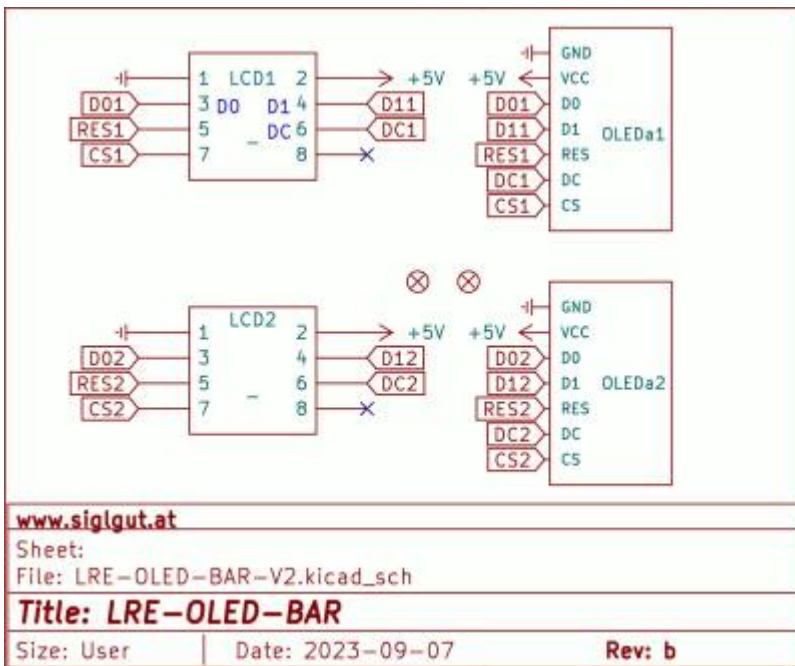 GND
1 LCD1 2 +5V +5V VCC
D01 3 D0 D1 4 D11 D01 D0
RES1 5 DC 6 DC1 D11 D1 OLEDa1
CS1 7 _ 8 RES1 RES
DC1 DC
CS1 CS
GND
1 LCD2 2 +5V +5V VCC
D02 3 4 D12 D02 D0
RES2 5 6 DC2 D12 D1 OLEDa2
CS2 7 _ 8 RES2 RES
DC2 DC
CS2 CS
www.siglgut.at
Sheet:
File: LRE-OLED-BAR-V2.kicad_sch
Title: LRE-OLED-BAR
Size: User Date: 2023-09-07 Rev: b